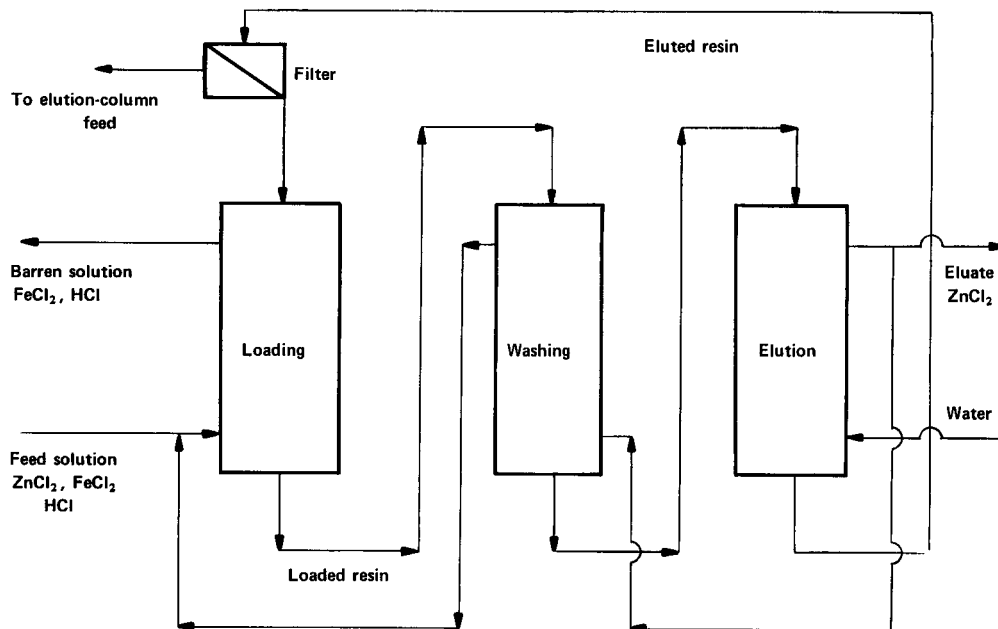 Eluted resin
Filter
To elution-column
feed
Barren solution
FeCl₂, HCl
Loading
Washing
Elution
Eluate
ZnCl₂
Water
Feed solution
ZnCl₂, FeCl₂
HCl
Loaded resin